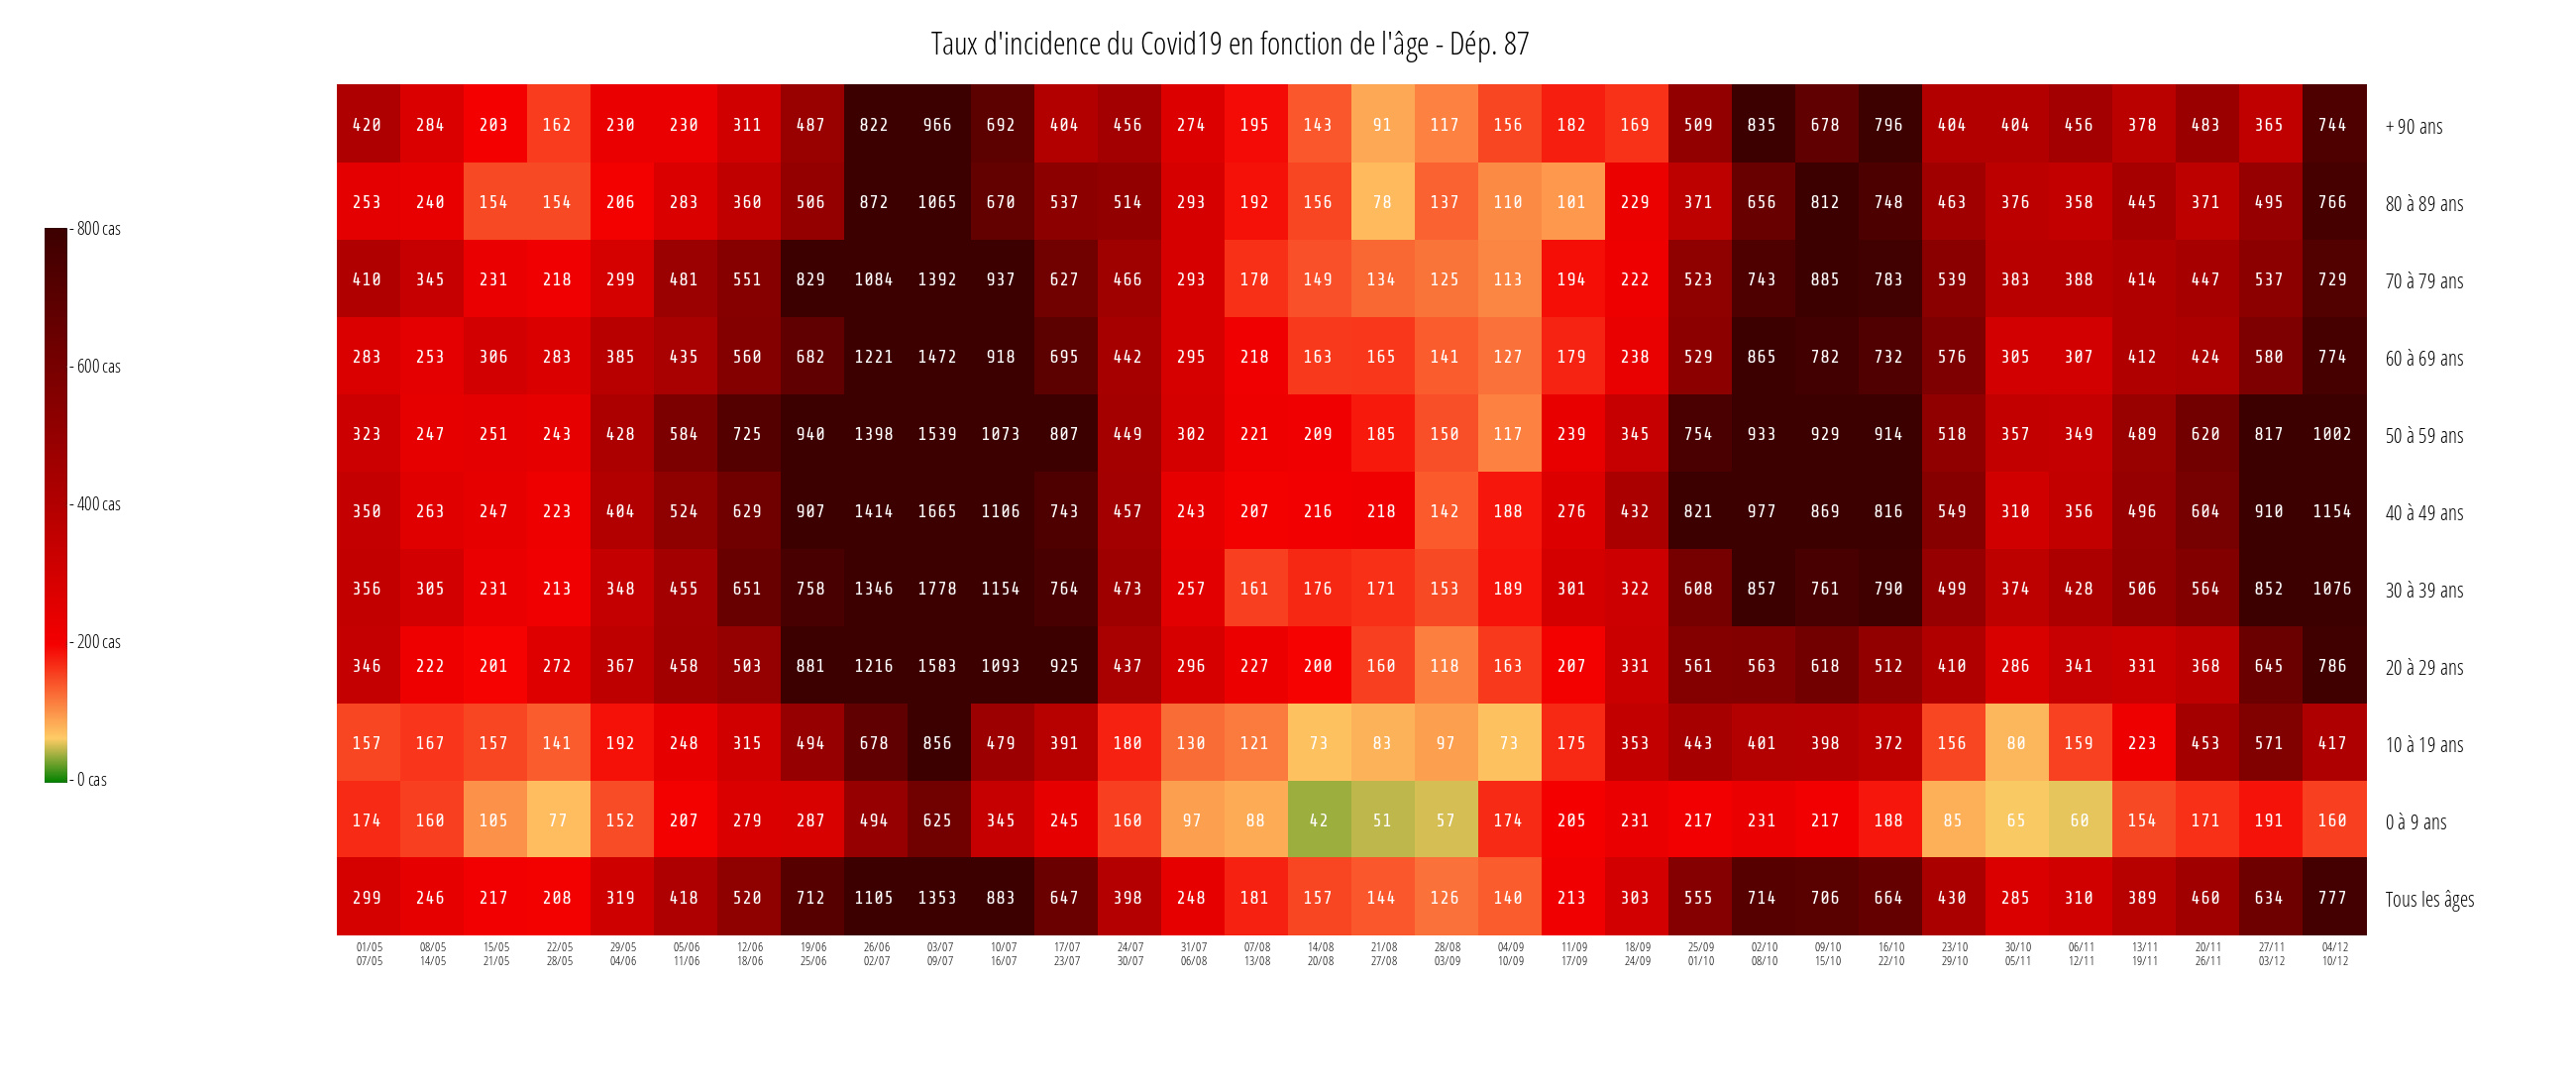 Taux d'incidence du Covid19 en fonction de l'âge - Dép. 87
- 800 cas
- 600 cas
- 400 cas
- 200 cas
- 0 cas
420 284 203 162 230 230 311 487 822 966 692 404 456 274 195 143 91 117 156 182 169 509 835 678 796 404 404 456 378 483 365 744 + 90 ans
253 240 154 154 206 283 360 506 872 1065 670 537 514 293 192 156 78 137 110 101 229 371 656 812 748 463 376 358 445 371 495 766 80 à 89 ans
410 345 231 218 299 481 551 829 1084 1392 937 627 466 293 170 149 134 125 113 194 222 523 743 885 783 539 383 388 414 447 537 729 70 à 79 ans
283 253 306 283 385 435 560 682 1221 1472 918 695 442 295 218 163 165 141 127 179 238 529 865 782 732 576 305 307 412 424 580 774 60 à 69 ans
323 247 251 243 428 584 725 940 1398 1539 1073 807 449 302 221 209 185 150 117 239 345 754 933 929 914 518 357 349 489 620 817 1002 50 à 59 ans
350 263 247 223 404 524 629 907 1414 1665 1106 743 457 243 207 216 218 142 188 276 432 821 977 869 816 549 310 356 496 604 910 1154 40 à 49 ans
356 305 231 213 348 455 651 758 1346 1778 1154 764 473 257 161 176 171 153 189 301 322 608 857 761 790 499 374 428 506 564 852 1076 30 à 39 ans
346 222 201 272 367 458 503 881 1216 1583 1093 925 437 296 227 200 160 118 163 207 331 561 563 618 512 410 286 341 331 368 645 786 20 à 29 ans
157 167 157 141 192 248 315 494 678 856 479 391 180 130 121 73 83 97 73 175 353 443 401 398 372 156 80 159 223 453 571 417 10 à 19 ans
174 160 105 77 152 207 279 287 494 625 345 245 160 97 88 42 51 57 174 205 231 217 231 217 188 85 65 60 154 171 191 160 0 à 9 ans
299 246 217 208 319 418 520 712 1105 1353 883 647 398 248 181 157 144 126 140 213 303 555 714 706 664 430 285 310 389 460 634 777 Tous les âges
01/05 08/05 15/05 22/05 29/05 05/06 12/06 19/06 26/06 03/07 10/07 17/07 24/07 31/07 07/08 14/08 21/08 28/08 04/09 11/09 18/09 25/09 02/10 09/10 16/10 23/10 30/10 06/11 13/11 20/11 27/11 04/12
07/05 14/05 21/05 28/05 04/06 11/06 18/06 25/06 02/07 09/07 16/07 23/07 30/07 06/08 13/08 20/08 27/08 03/09 10/09 17/09 24/09 01/10 08/10 15/10 22/10 29/10 05/11 12/11 19/11 26/11 03/12 10/12